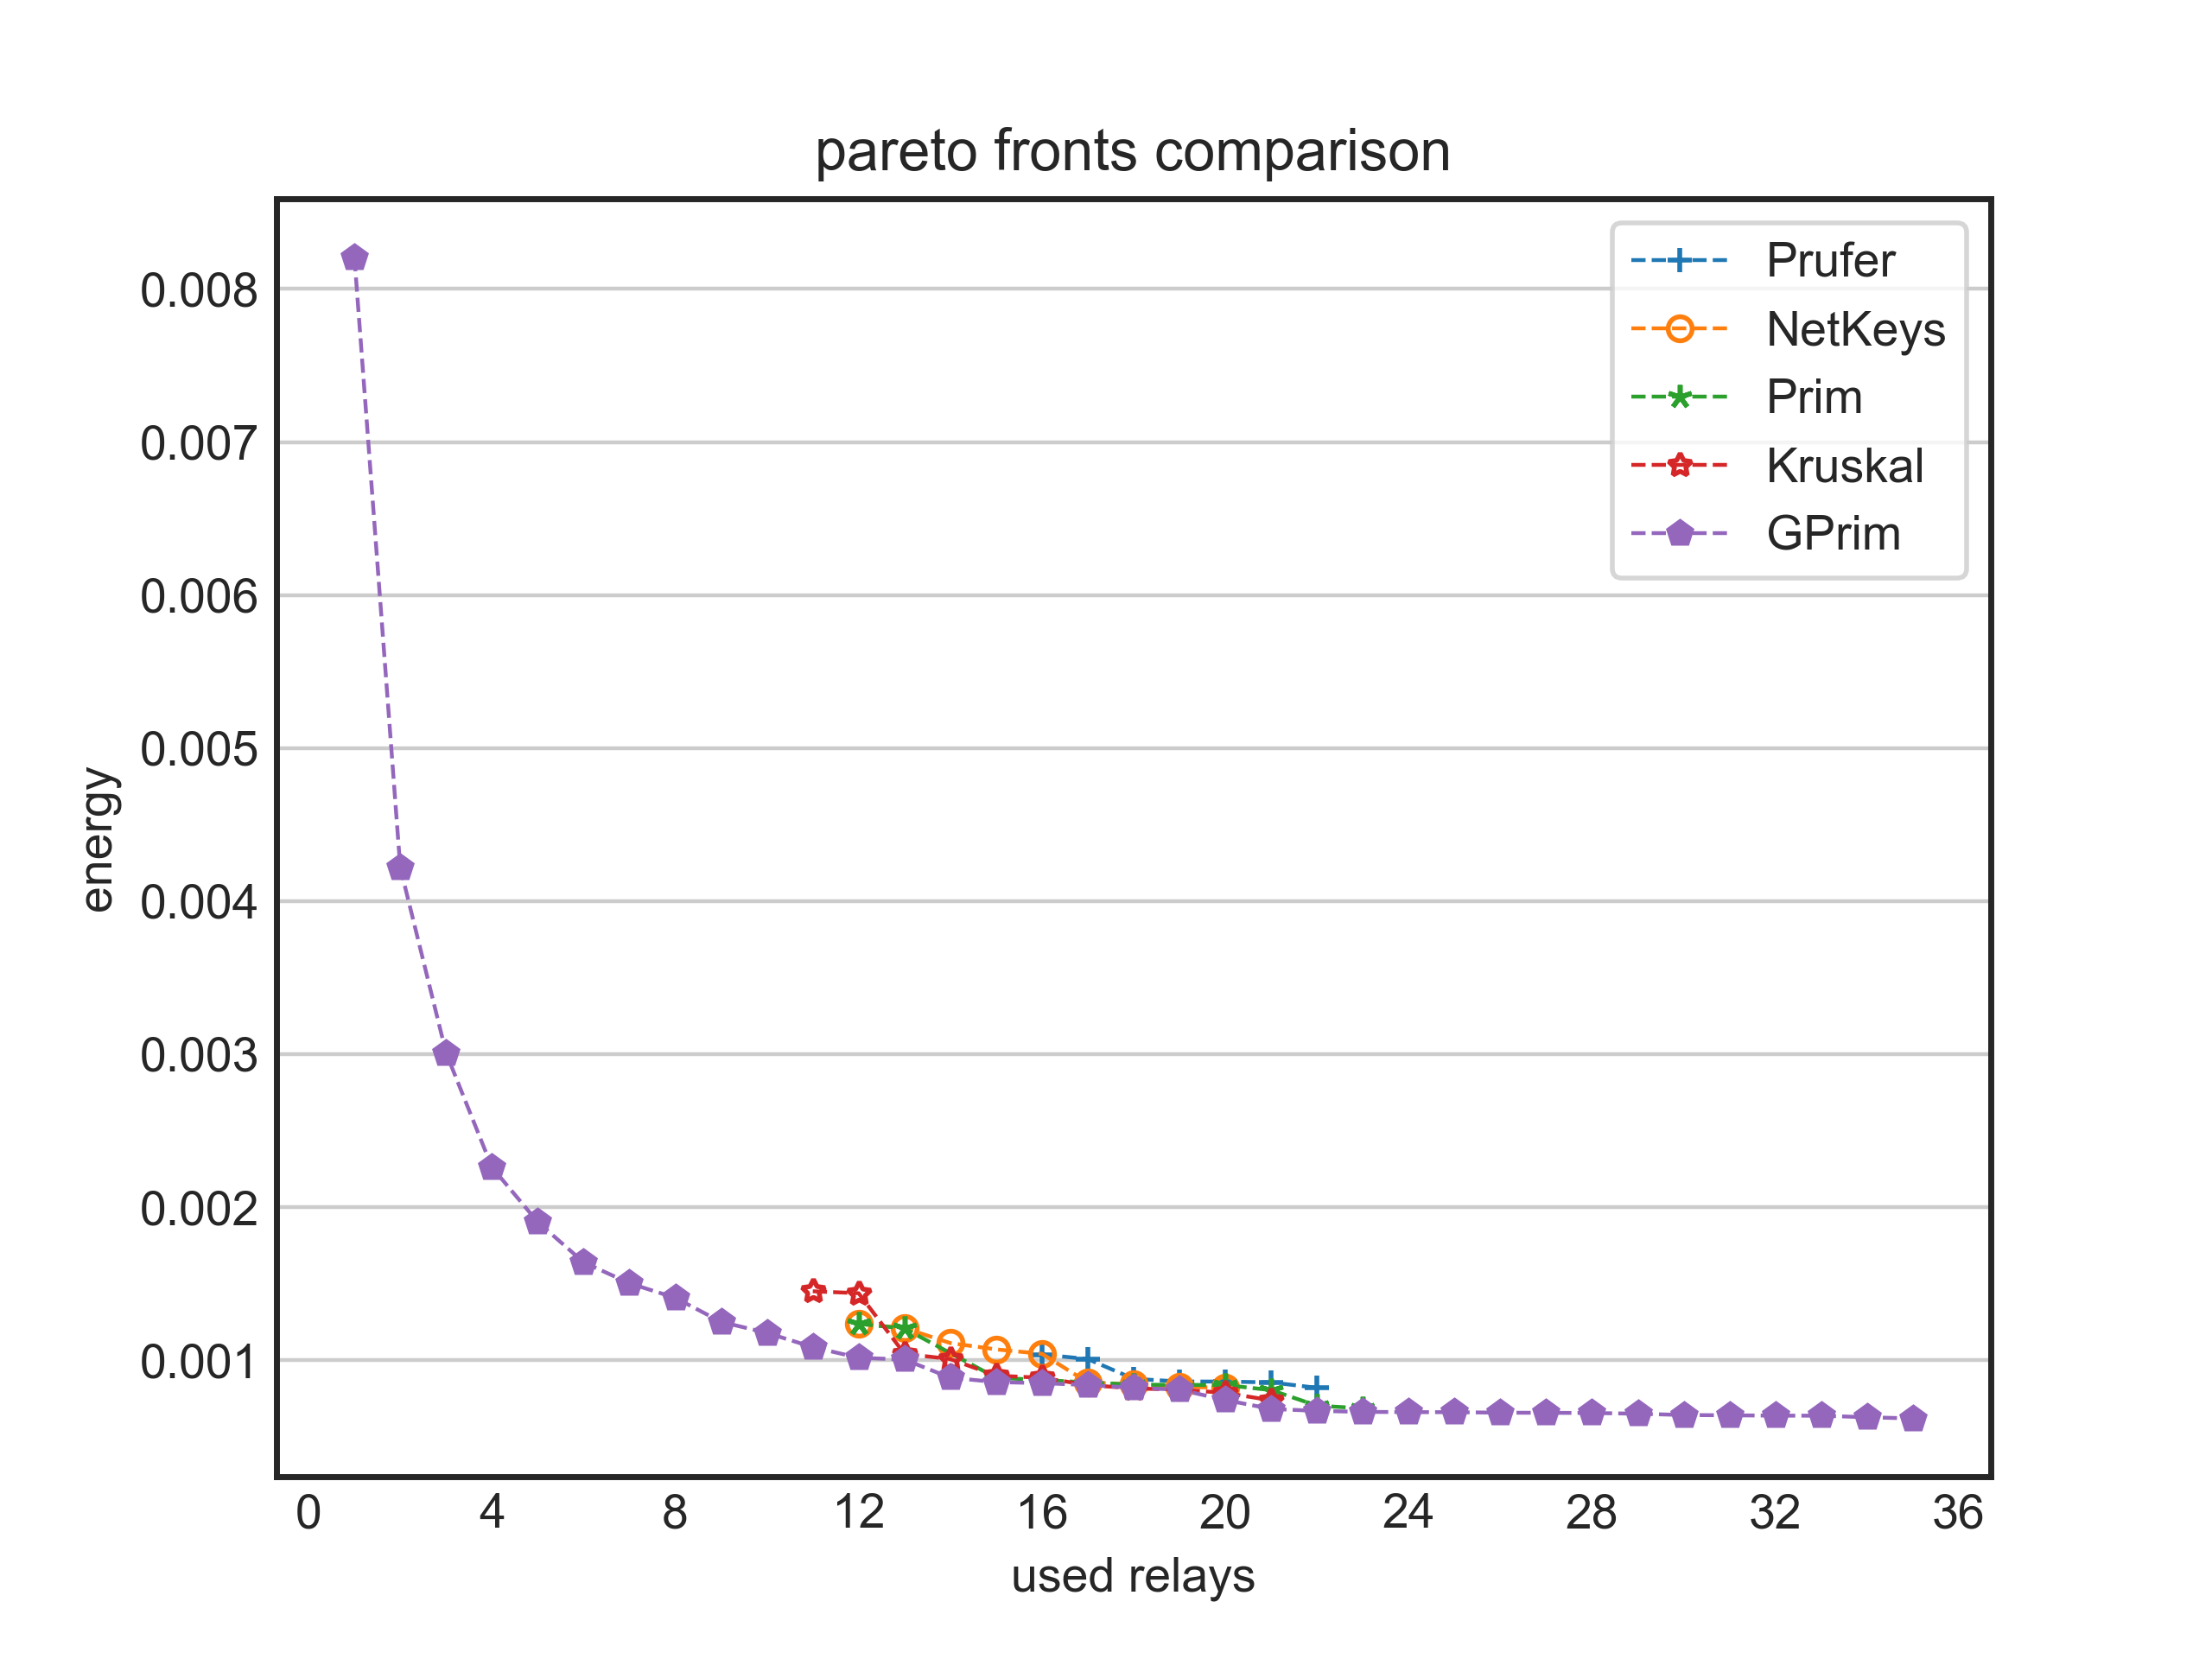 pareto fronts comparison
Prufer
NetKeys
Prim
Kruskal
GPrim
0.008
0.007
0.006
0.005
0.004
0.003
0.002
0.001
energy
0 4 8 12 16 20 24 28 32 36
used relays